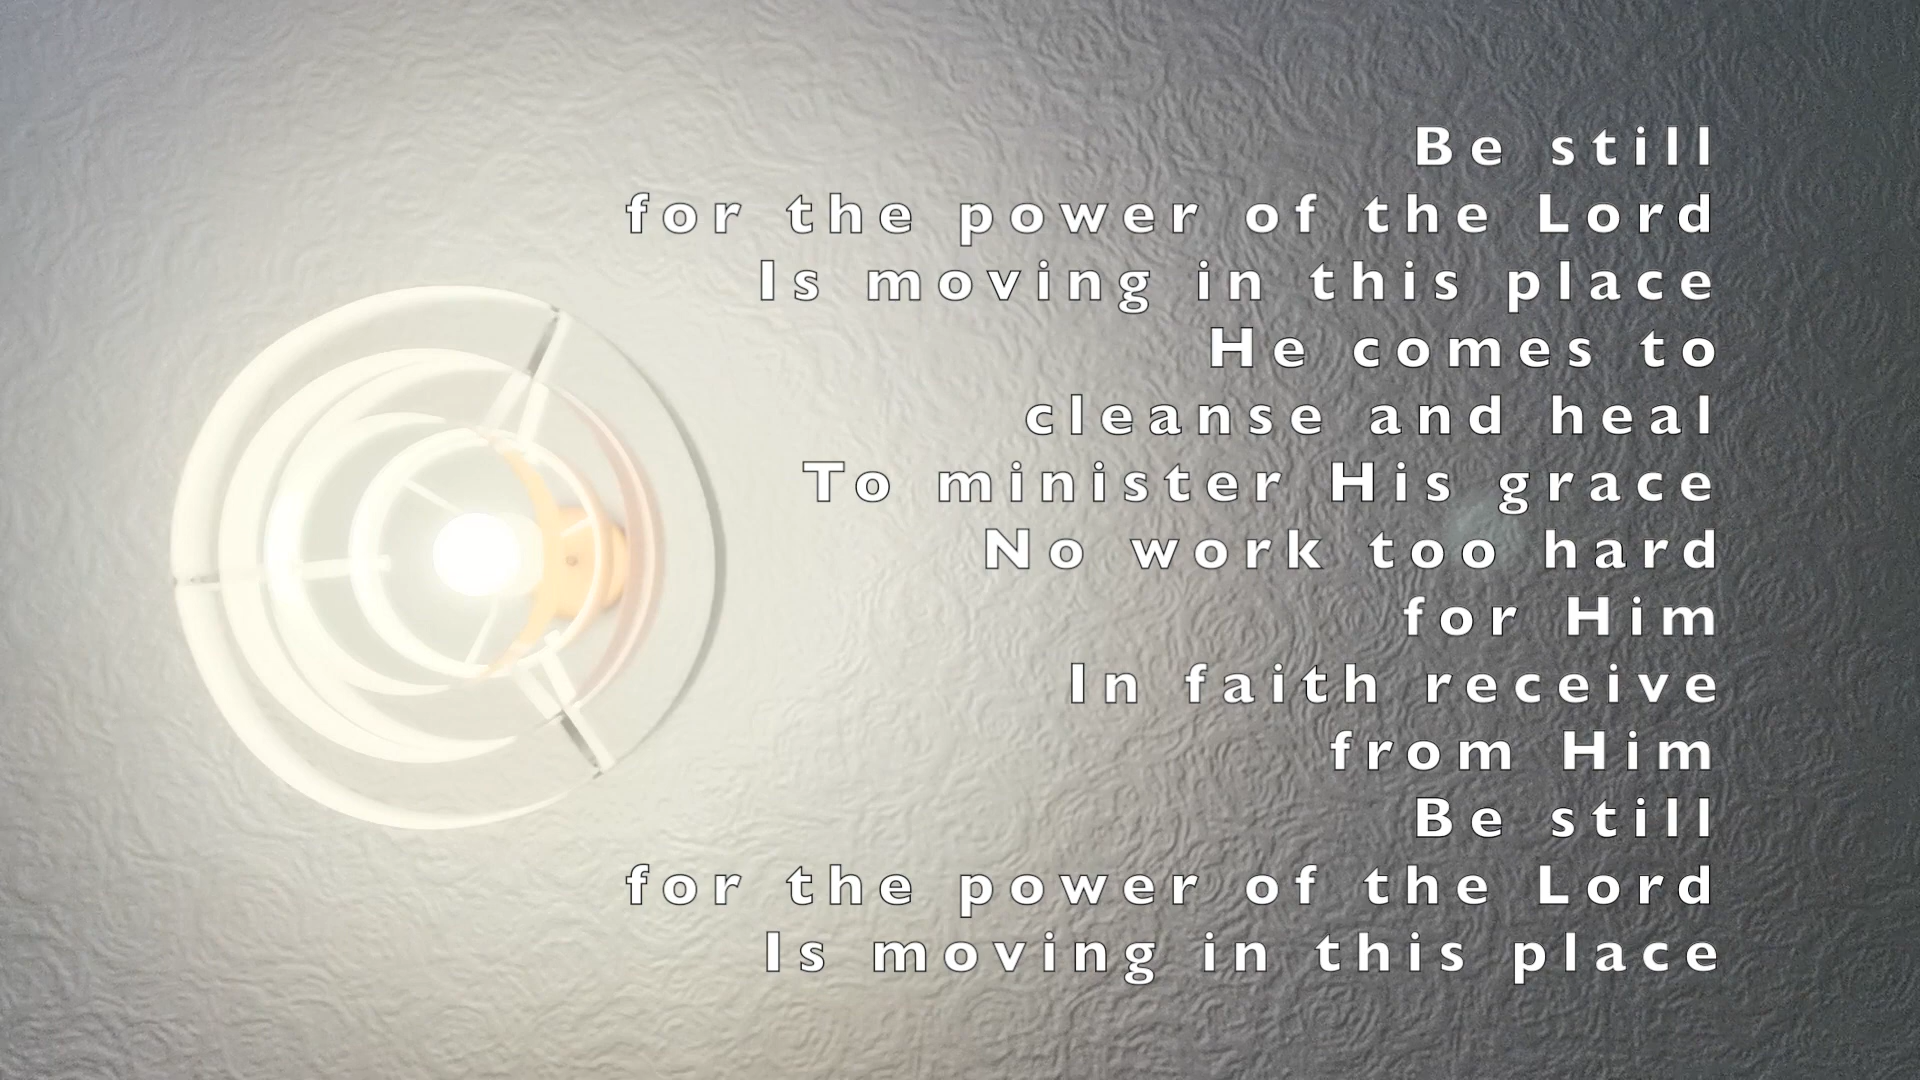 Be still
for the power of the Lord
Is moving in this place
He comes to
cleanse and heal
To minister His grace
No work too hard
for Him
In faith receive
from Him
Be still
for the power of the Lord
Is moving in this place